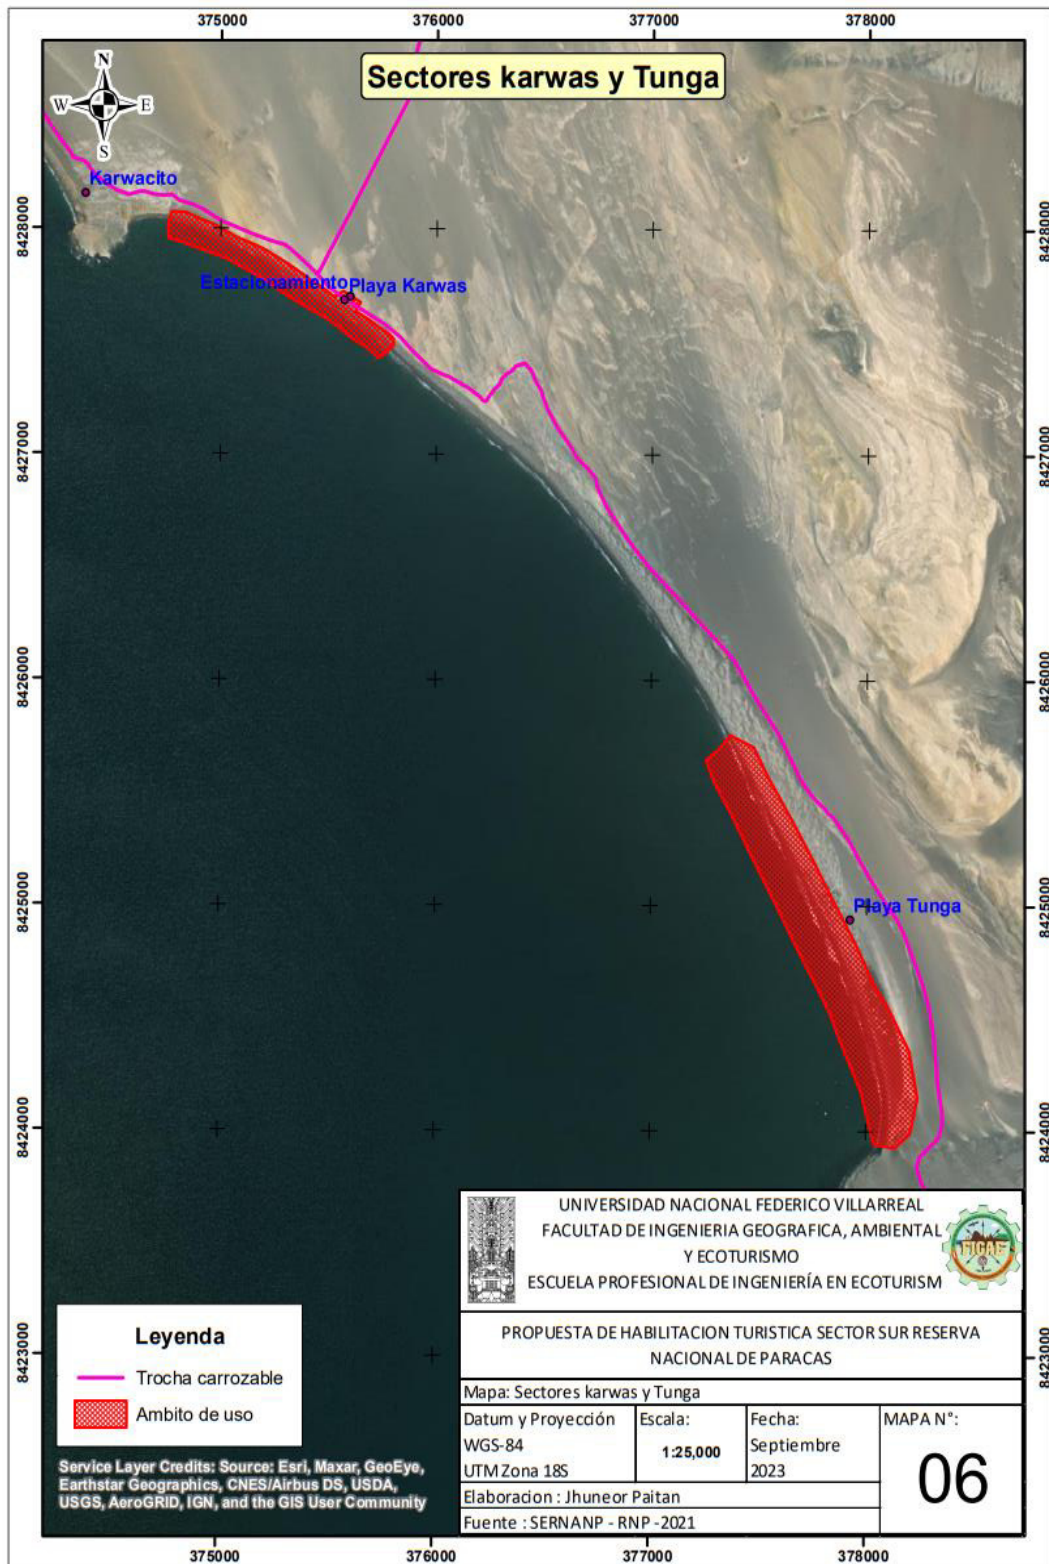 375000 376000 377000 378000
Sectores karwas y Tunga
N
W E
S
Karwacito
8428000 8428000
Estacionamiento Playa Karwas
8427000 8427000
8426000 8426000
8425000 8425000
Playa Tunga
8424000 8424000
8423000 8423000
Leyenda
Trocha carrozable
Ambito de uso
Service Layer Credits: Source: Esri, Maxar, GeoEye,
Earthstar Geographics, CNES/Airbus DS, USDA,
USGS, AeroGRID, IGN, and the GIS User Community
UNIVERSIDAD NACIONAL FEDERICO VILLARREAL
FACULTAD DE INGENIERIA GEOGRAFICA, AMBIENTAL
Y ECOTURISMO
ESCUELA PROFESIONAL DE INGENIERÍA EN ECOTURISM
FIGAE
PROPUESTA DE HABILITACION TURISTICA SECTOR SUR RESERVA
NACIONAL DE PARACAS
Mapa: Sectores karwas y Tunga
Datum y Proyección
WGS-84
UTM Zona 18S
Escala:
1:25,000
Fecha:
Septiembre
2023
MAPA N°:
06
Elaboracion : Jhuneor Paitan
Fuente : SERNANP - RNP -2021
375000 376000 377000 378000